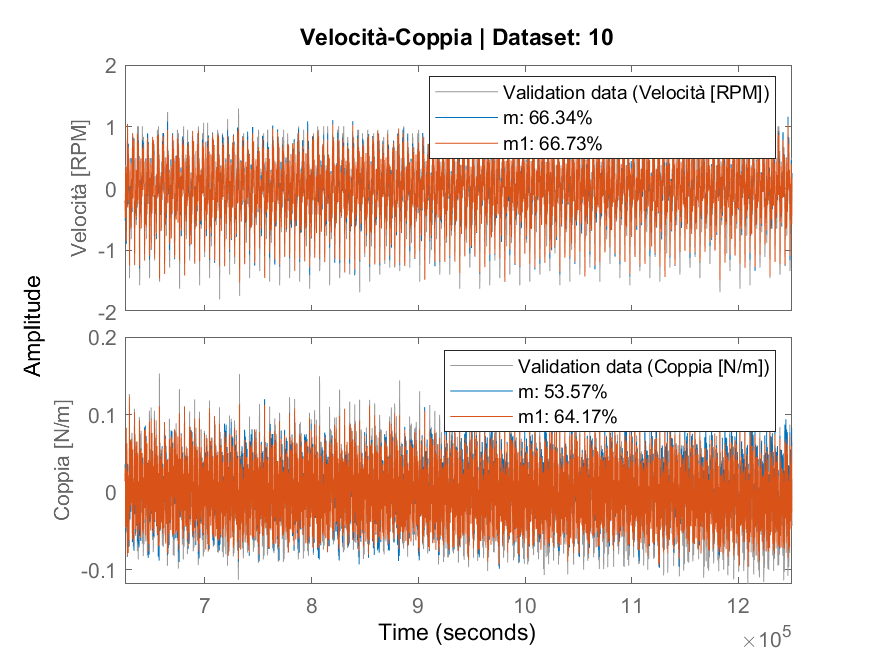 Velocità-Coppia | Dataset: 10
2
1
0
-1
-2
Velocità [RPM]
Validation data (Velocità [RPM])
m: 66.34%
m1: 66.73%
Amplitude
0.2
0.1
0
-0.1
Coppia [N/m]
Validation data (Coppia [N/m])
m: 53.57%
m1: 64.17%
7 8 9 10 11 12
Time (seconds)
×10⁵